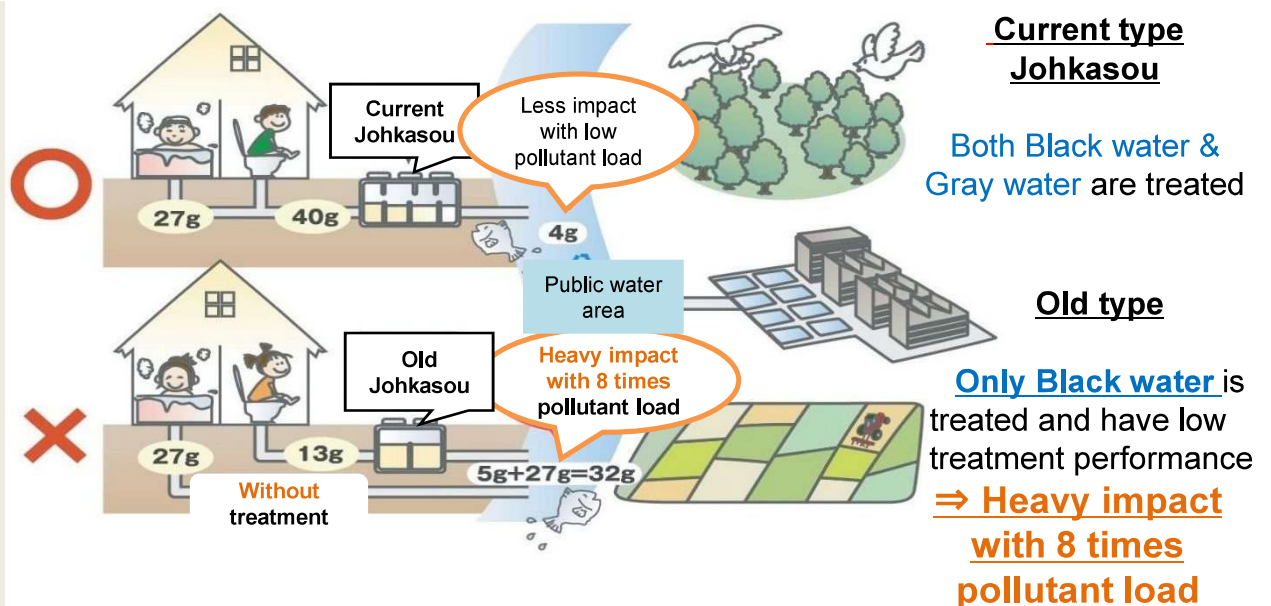 Current
Johkasou
Less impact
with low
pollutant load
27g
40g
4g
Current type
Johkasou
Both Black water &
Gray water are treated
Public water
area
Old
Johkasou
Heavy impact
with 8 times
pollutant load
27g
13g
Without
treatment
5g+27g=32g
Old type
Only Black water is
treated and have low
treatment performance
⇒ Heavy impact
with 8 times
pollutant load